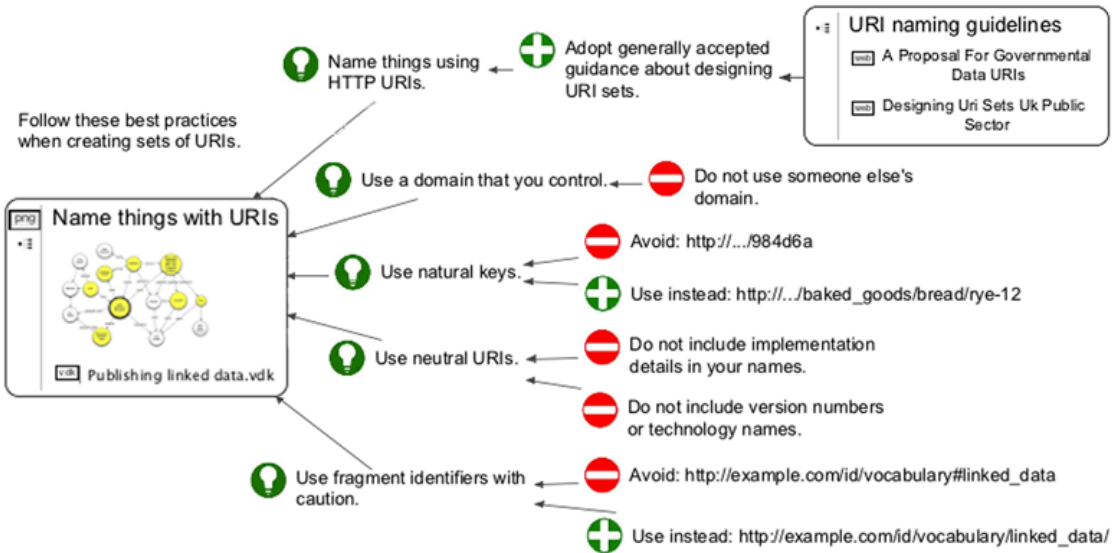 URI naming guidelines
web A Proposal For Governmental
Data URIs
web Designing Uri Sets Uk Public
Sector
Adopt generally accepted
guidance about designing
URI sets.
Name things using
HTTP URIs.
Follow these best practices
when creating sets of URIs.
Use a domain that you control.
Do not use someone else's
domain.
png Name things with URIs
vdk Publishing linked data.vdk
Use natural keys.
Avoid: http://.../984d6a
Use instead: http://.../baked_goods/bread/rye-12
Use neutral URIs.
Do not include implementation
details in your names.
Do not include version numbers
or technology names.
Use fragment identifiers with
caution.
Avoid: http://example.com/id/vocabulary#linked_data
Use instead: http://example.com/id/vocabulary/linked_data/